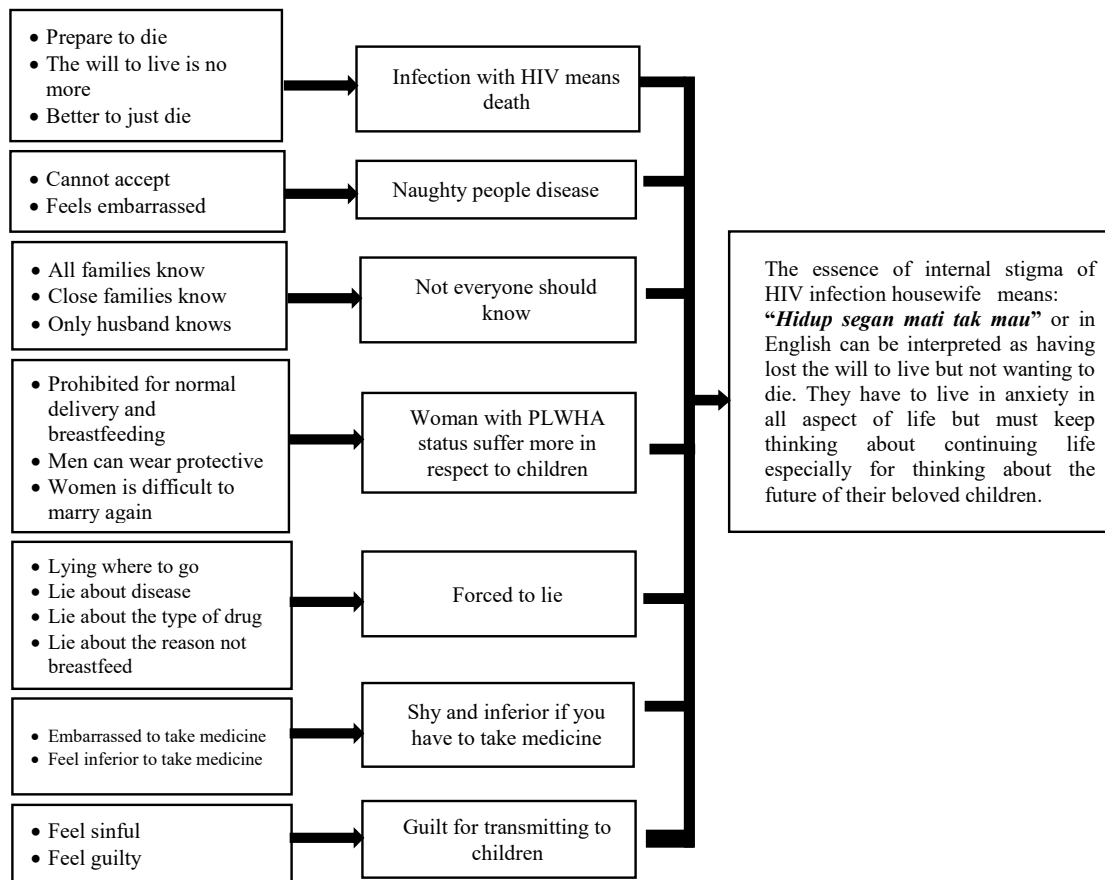 • Prepare to die
• The will to live is no
more
• Better to just die
Infection with HIV means
death
• Cannot accept
• Feels embarrassed
Naughty people disease
• All families know
• Close families know
• Only husband knows
Not everyone should
know
• Prohibited for normal
delivery and
breastfeeding
• Men can wear protective
• Women is difficult to
marry again
Woman with PLWHA
status suffer more in
respect to children
• Lying where to go
• Lie about disease
• Lie about the type of drug
• Lie about the reason not
breastfeed
Forced to lie
• Embarrassed to take medicine
• Feel inferior to take medicine
Shy and inferior if you
have to take medicine
• Feel sinful
• Feel guilty
Guilt for transmitting to
children
The essence of internal stigma of
HIV infection housewife means:
“Hidup segan mati tak mau” or in
English can be interpreted as having
lost the will to live but not wanting to
die. They have to live in anxiety in
all aspect of life but must keep
thinking about continuing life
especially for thinking about the
future of their beloved children.